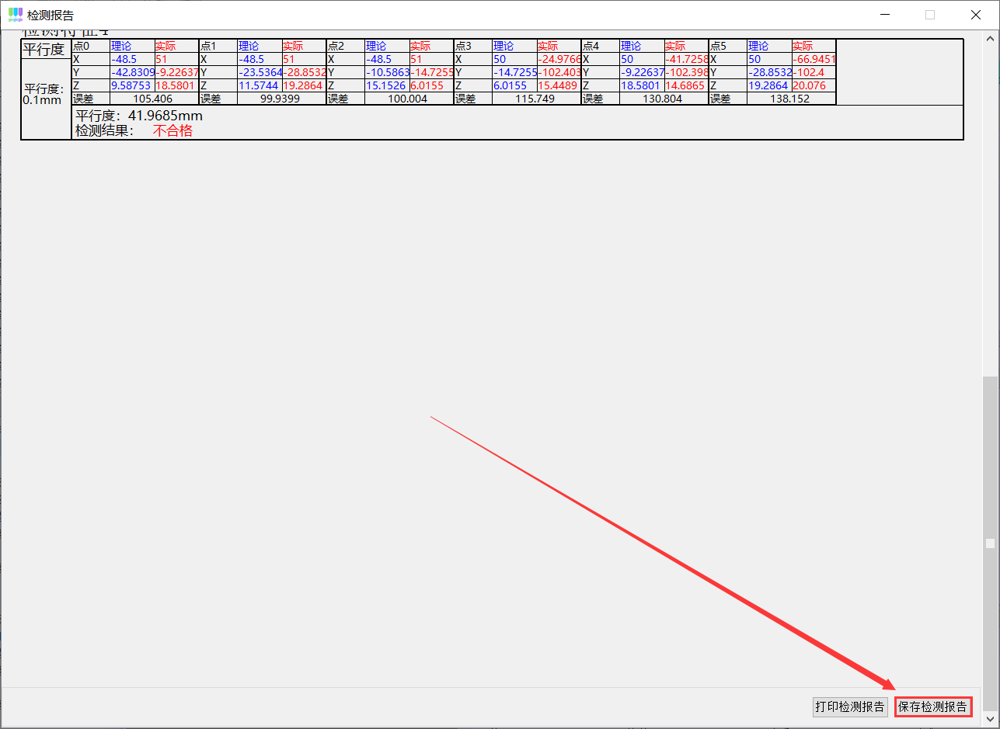 检测报告
检测特征4
平行度 点0 理论 实际 点1 理论 实际 点2 理论 实际 点3 理论 实际 点4 理论 实际 点5 理论 实际
X -48.5 51 X -48.5 51 X -48.5 51 X 50 -24.9766 X 50 -41.7258 X 50 -66.9451
Y -42.8309 -9.22637 Y -23.5364 -28.8532 Y -10.5863 -14.7255 Y -14.7255 -102.403 Y -9.22637 -102.398 Y -28.8532 -102.4
Z 9.58753 18.5801 Z 11.5744 19.2864 Z 15.1526 6.0155 Z 6.0155 15.4489 Z 18.5801 14.6865 Z 19.2864 20.076
误差 105.406 误差 99.9399 误差 100.004 误差 115.749 误差 130.804 误差 138.152
平行度：
0.1mm
平行度：41.9685mm
检测结果： 不合格
打印检测报告 保存检测报告